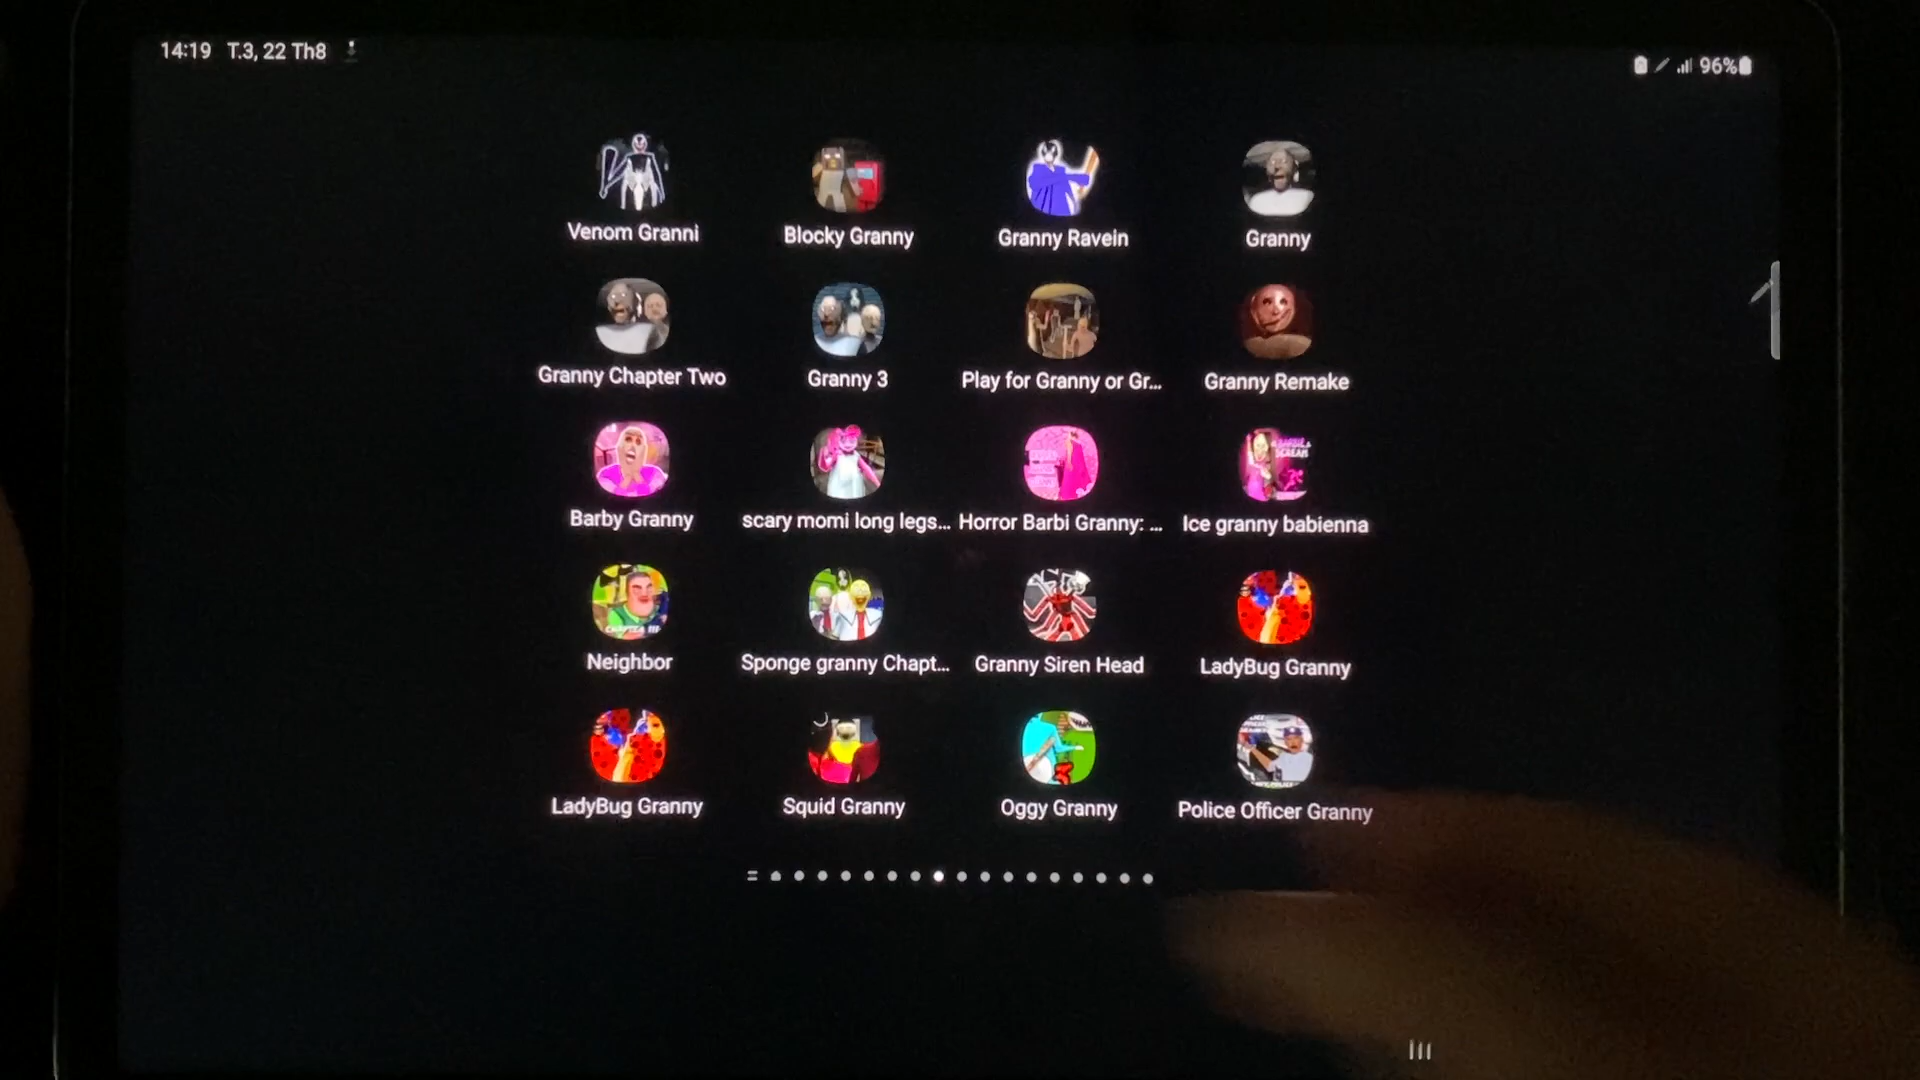 14:19 T.3, 22 Th8
96%
Venom Granni
Blocky Granny
Granny Ravein
Granny
Granny Chapter Two
Granny 3
Play for Granny or Gr...
Granny Remake
Barby Granny
scary momi long legs...
Horror Barbi Granny: ...
Ice granny babienna
Neighbor
Sponge granny Chapt...
Granny Siren Head
LadyBug Granny
LadyBug Granny
Squid Granny
Oggy Granny
Police Officer Granny